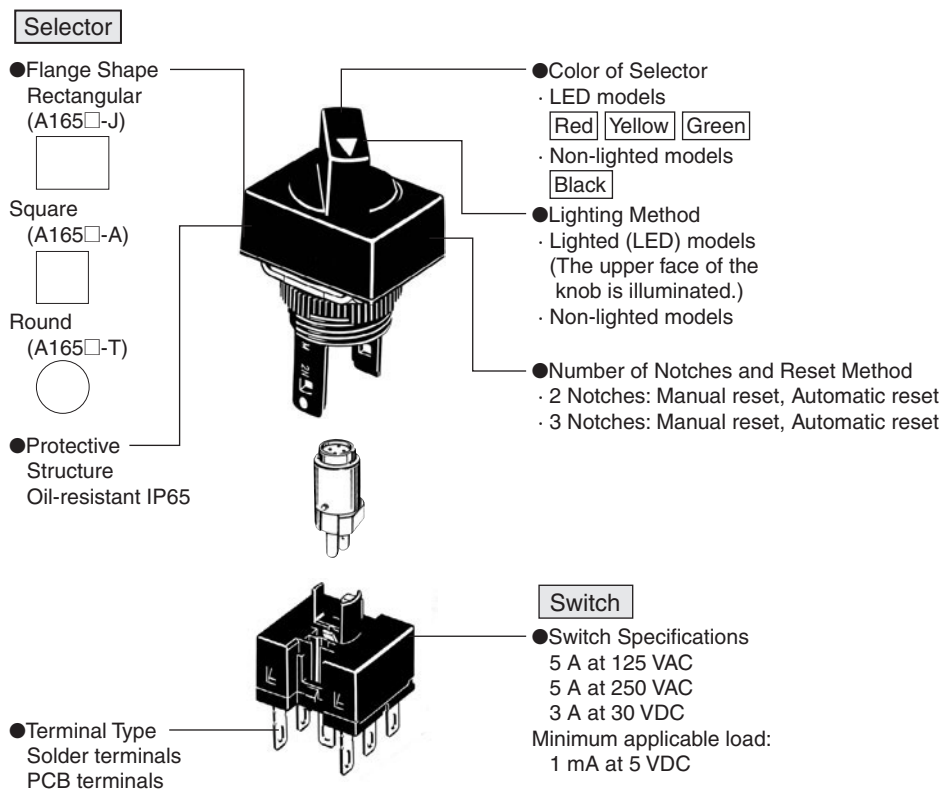 Selector
●Flange Shape
Rectangular
(A165□-J)
Square
(A165□-A)
Round
(A165□-T)
●Protective
Structure
Oil-resistant IP65
●Color of Selector
· LED models
Red Yellow Green
· Non-lighted models
Black
●Lighting Method
· Lighted (LED) models
(The upper face of the
knob is illuminated.)
· Non-lighted models
●Number of Notches and Reset Method
· 2 Notches: Manual reset, Automatic reset
· 3 Notches: Manual reset, Automatic reset
Switch
●Switch Specifications
5 A at 125 VAC
5 A at 250 VAC
3 A at 30 VDC
Minimum applicable load:
1 mA at 5 VDC
●Terminal Type
Solder terminals
PCB terminals